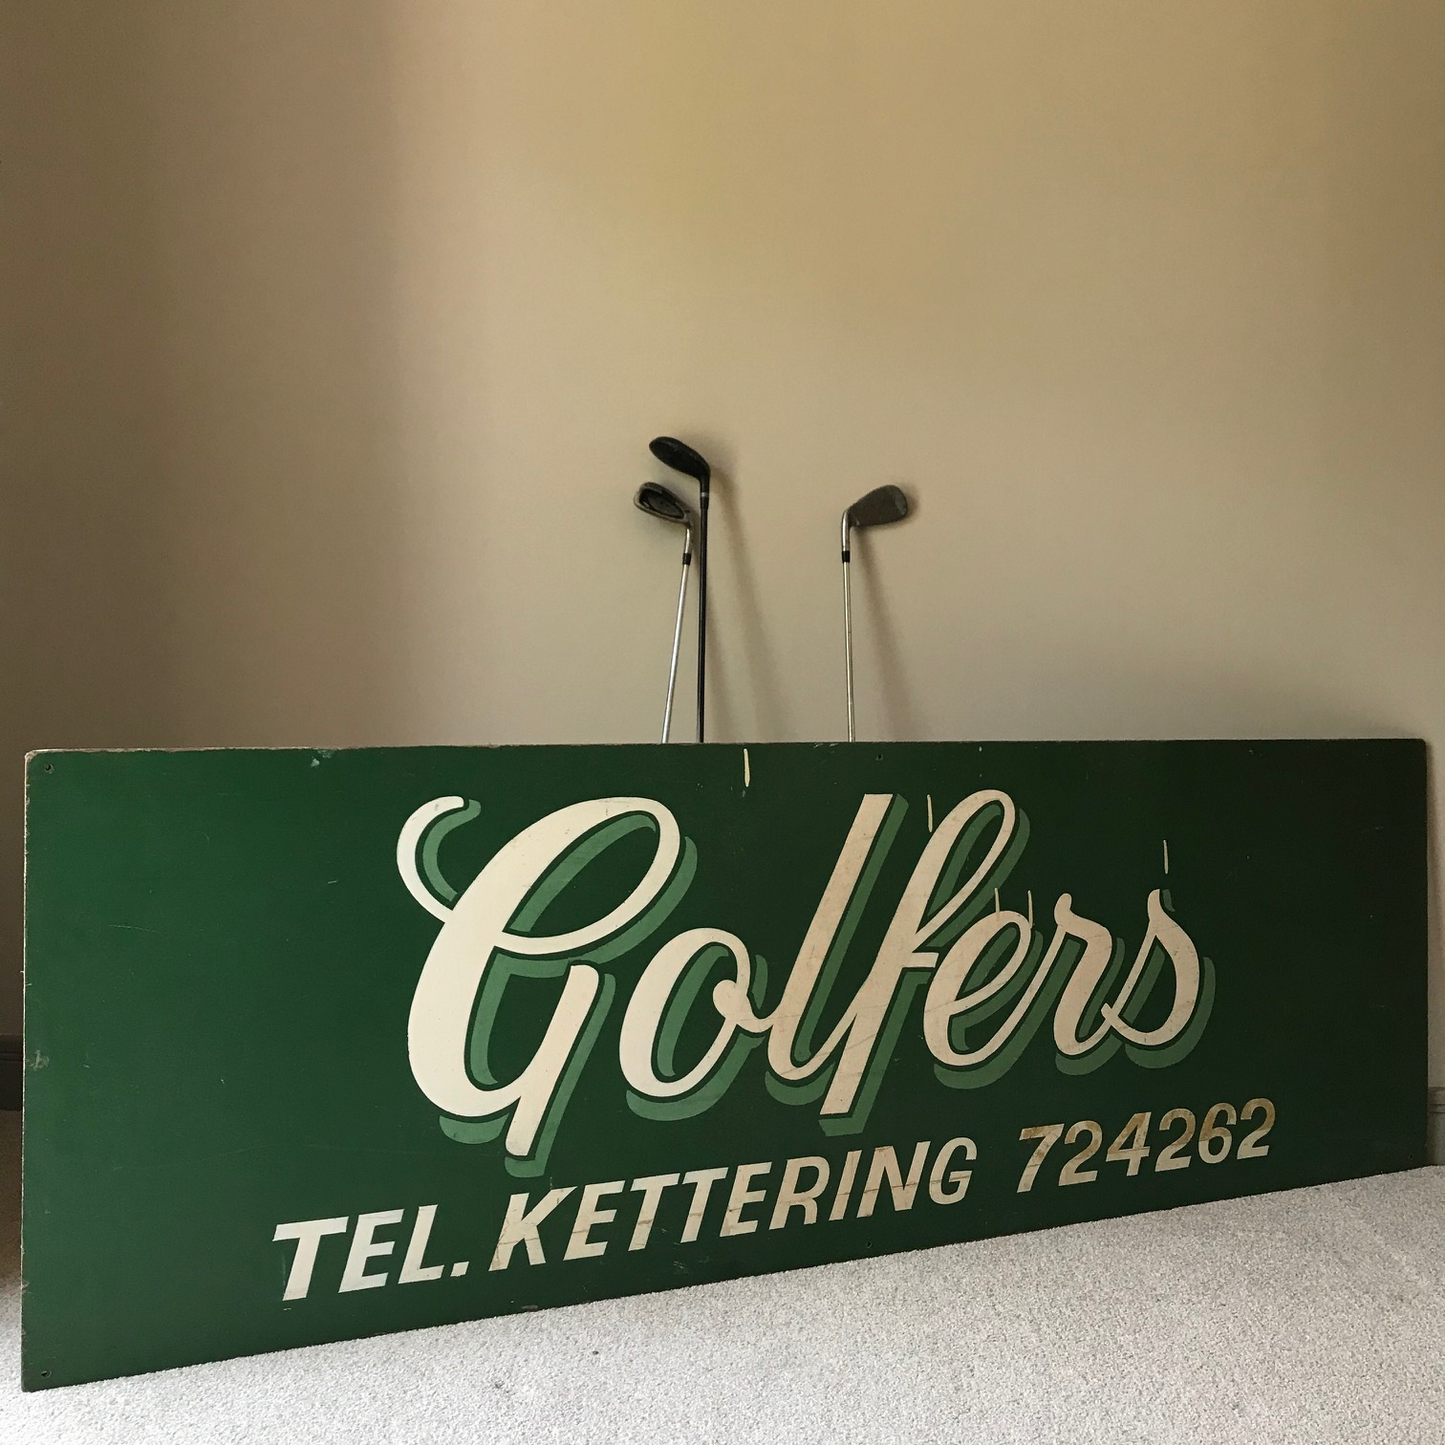 Golfers
TEL. KETTERING 724262